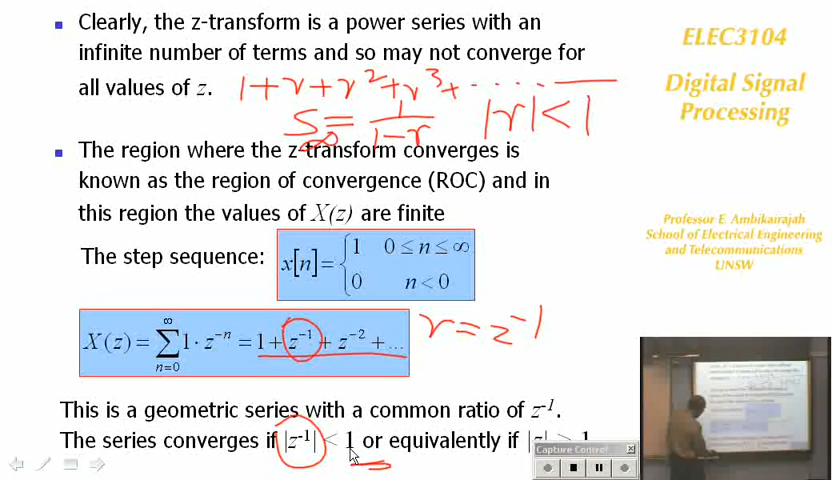 Clearly, the z-transform is a power series with an
infinite number of terms and so may not converge for
all values of z.
1 + r + r² + r³ + . . . . .
S∞ = 1/(1-r) |r| < 1
The region where the z-transform converges is
known as the region of convergence (ROC) and in
this region the values of X(z) are finite
The step sequence: x[n] = { 1 0 ≤ n ≤ ∞
0 n < 0
X(z) = ∑ n=0 ∞ 1 · z⁻ⁿ = 1 + z⁻¹ + z⁻² + ...
r = z⁻¹
This is a geometric series with a common ratio of z⁻¹.
The series converges if |z⁻¹| < 1 or equivalently if |z| > 1
ELEC3104
Digital Signal
Processing
Professor E. Ambikairajah
School of Electrical Engineering
and Telecommunications
UNSW
Capture Control